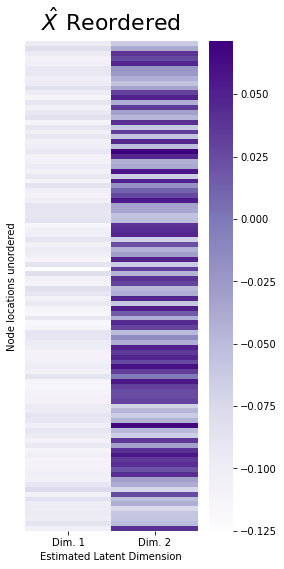 X̂ Reordered
Node locations unordered
0.050
0.025
0.000
−0.025
−0.050
−0.075
−0.100
−0.125
Dim. 1 Dim. 2
Estimated Latent Dimension